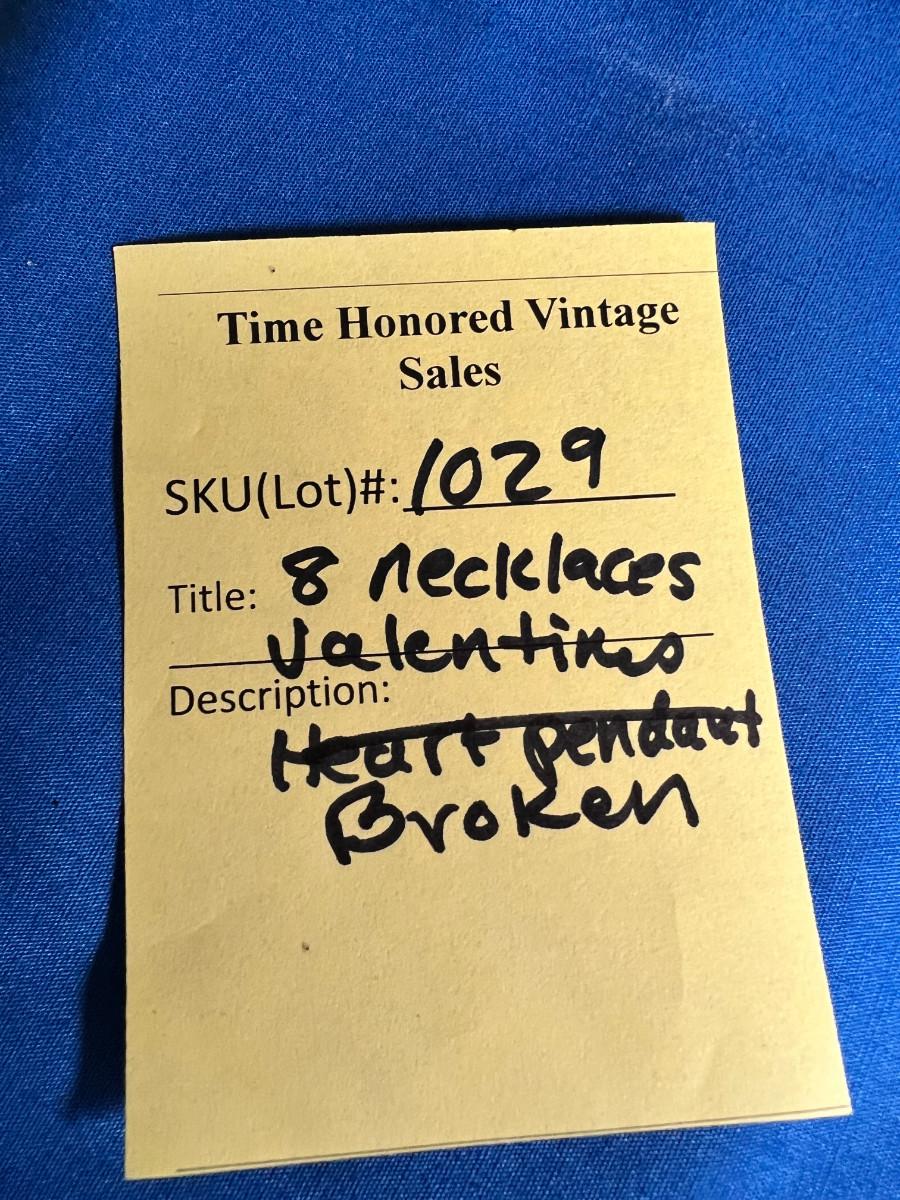 Time Honored Vintage
Sales
SKU(Lot)#: 1029
Title: 8 necklaces
Valentines
Description:
Heart pendant
Broken